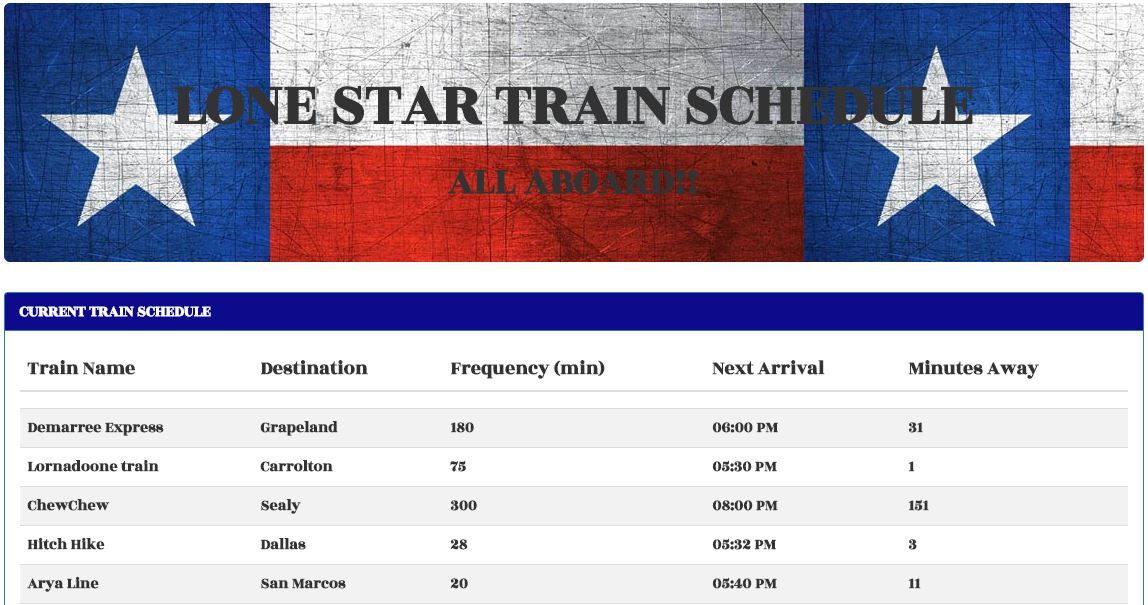 LONE STAR TRAIN SCHEDULE
ALL ABOARD!!
CURRENT TRAIN SCHEDULE
Train Name Destination Frequency (min) Next Arrival Minutes Away
Demarree Express Grapeland 180 06:00 PM 31
Lornadoone train Carrolton 75 05:30 PM 1
ChewChew Sealy 300 08:00 PM 151
Hitch Hike Dallas 28 05:32 PM 3
Arya Line San Marcos 20 05:40 PM 11